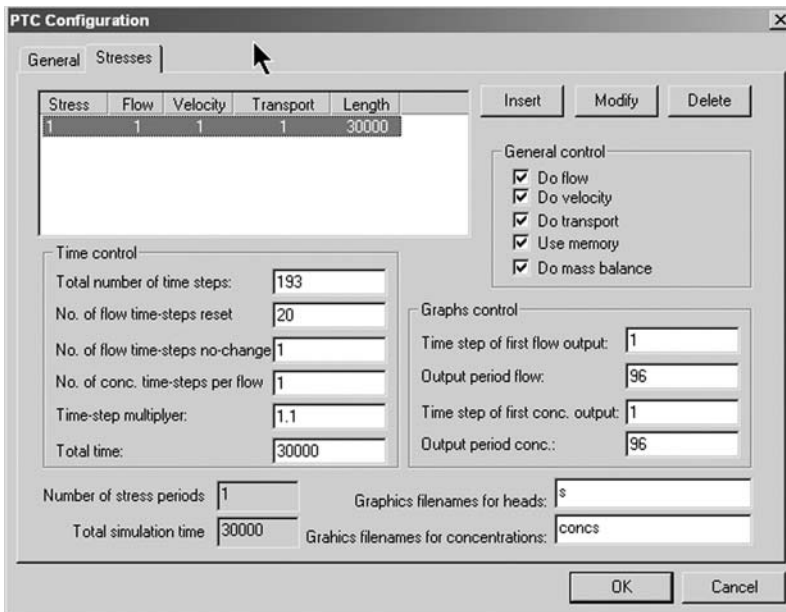 PTC Configuration
General Stresses
Stress Flow Velocity Transport Length
1 1 1 1 30000
Insert Modify Delete
General control
Do flow
Do velocity
Do transport
Use memory
Do mass balance
Time control
Total number of time steps: 193
No. of flow time-steps reset 20
No. of flow time-steps no-change 1
No. of conc. time-steps per flow 1
Time-step multiplyer: 1.1
Total time: 30000
Graphs control
Time step of first flow output: 1
Output period flow: 96
Time step of first conc. output: 1
Output period conc.: 96
Number of stress periods 1
Total simulation time 30000
Graphics filenames for heads: s
Grahics filenames for concentrations: concs
OK Cancel